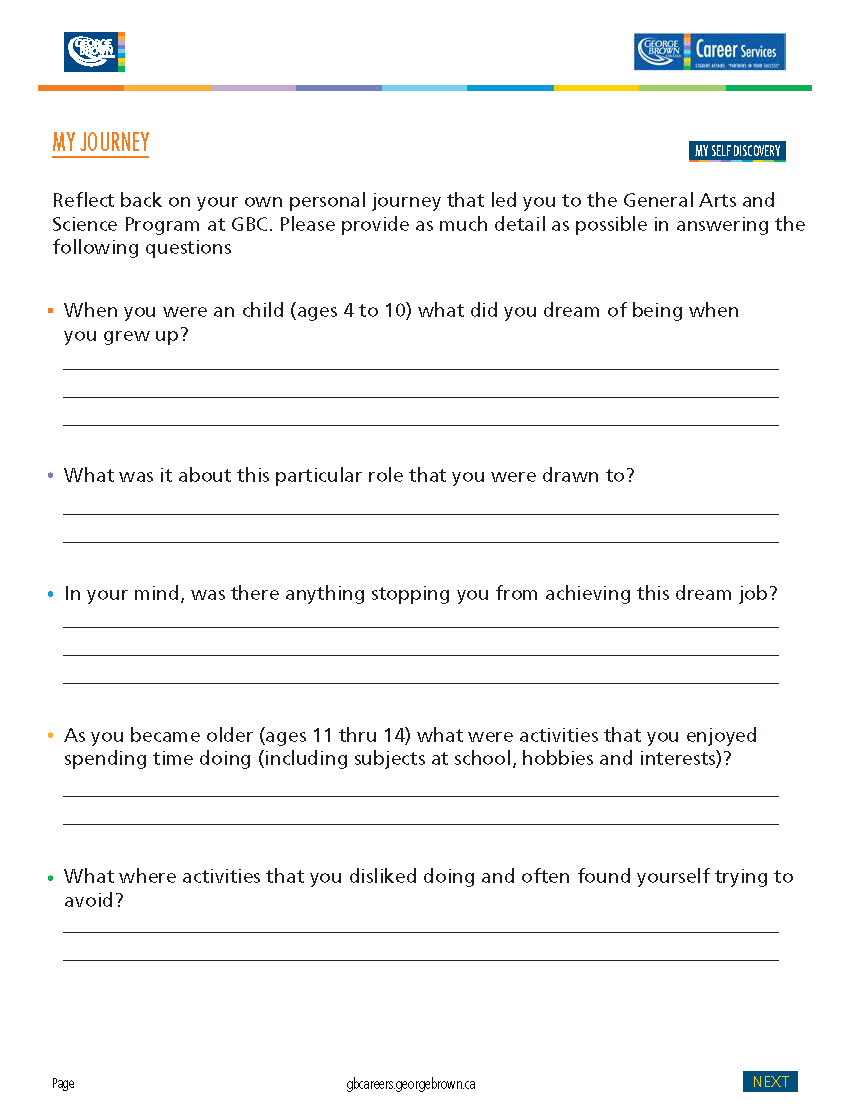 GEORGE
BROWN
GEORGE
BROWN
COLLEGE
Career Services
STUDENT AFFAIRS "PARTNERS IN YOUR SUCCESS"
MY JOURNEY
MY SELF DISCOVERY
Reflect back on your own personal journey that led you to the General Arts and
Science Program at GBC. Please provide as much detail as possible in answering the
following questions
When you were an child (ages 4 to 10) what did you dream of being when
you grew up?
• What was it about this particular role that you were drawn to?
• In your mind, was there anything stopping you from achieving this dream job?
• As you became older (ages 11 thru 14) what were activities that you enjoyed
spending time doing (including subjects at school, hobbies and interests)?
• What where activities that you disliked doing and often found yourself trying to
avoid?
Page
gbcareers.georgebrown.ca
NEXT